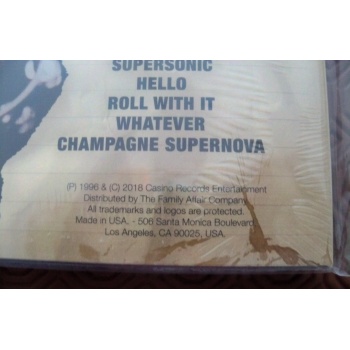 SUPERSONIC
HELLO
ROLL WITH IT
WHATEVER
CHAMPAGNE SUPERNOVA
(P) 1996 & (C) 2018 Casino Records Entertainment
Distributed by The Family Affair Company.
All trademarks and logos are protected.
Made in USA. - 506 Santa Monica Boulevard,
Los Angeles, CA 90025, USA.